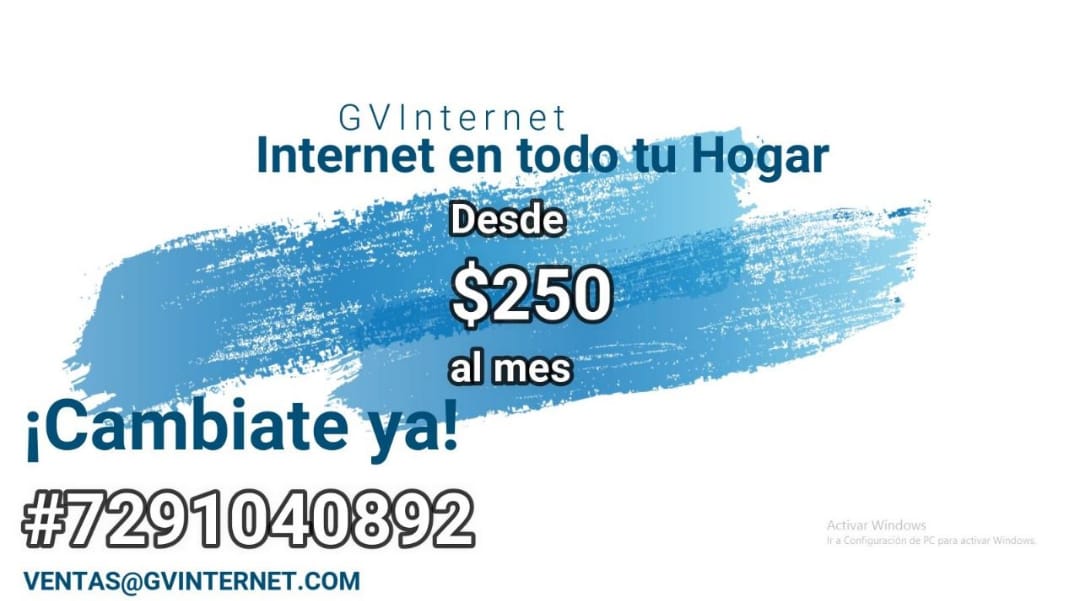 GVInternet
Internet en todo tu Hogar
Desde
$250
al mes
¡Cambiate ya!
#7291040892
VENTAS@GVINTERNET.COM
Activar Windows
Ir a Configuración de PC para activar Windows.